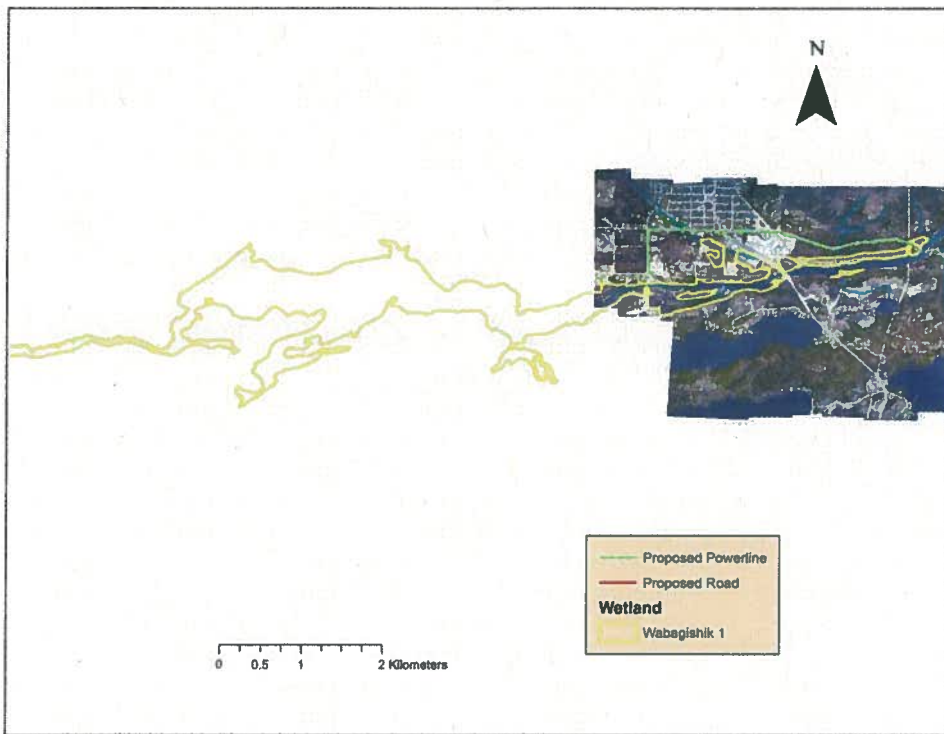 N
Proposed Powerline
Proposed Road
Wetland
Wabagishik 1
0 0.5 1 2 Kilometers